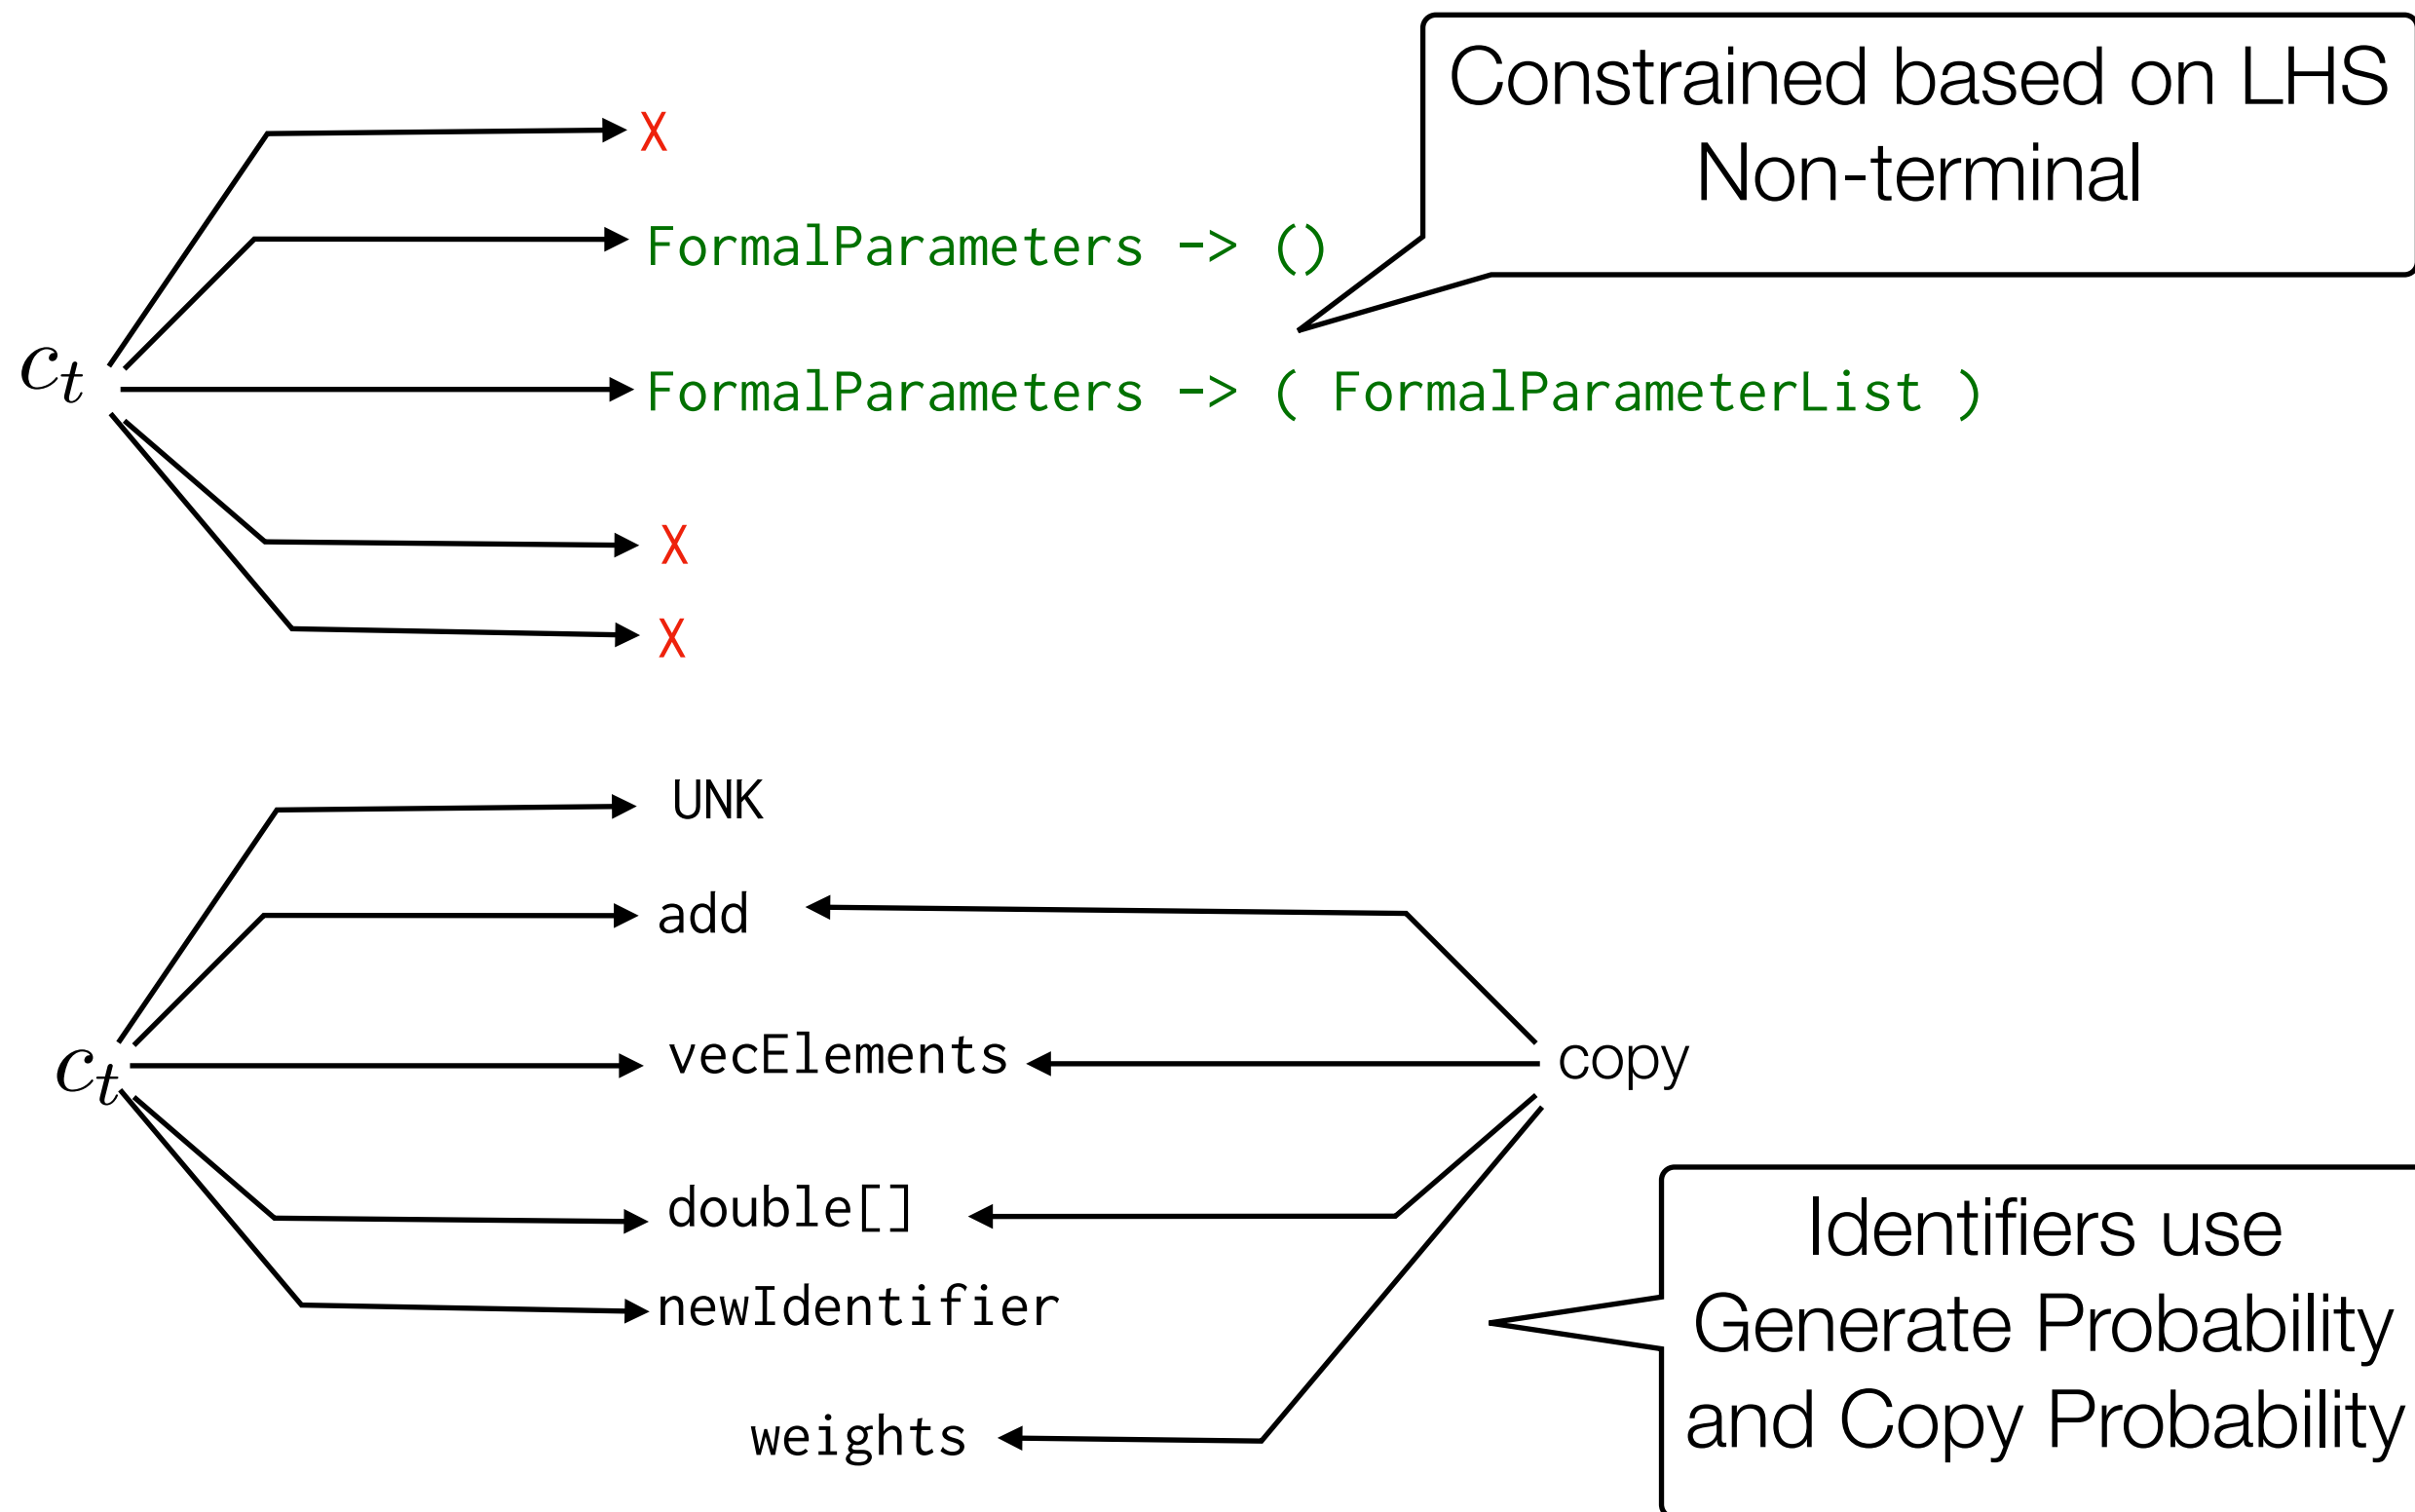 Constrained based on LHS
Non-terminal
X
FormalParameters -> ()
c_t
FormalParameters -> ( FormalParameterList )
X
X
UNK
add
c_t
vecElements
copy
double[]
newIdentifier
weights
Identifiers use
Generate Probability
and Copy Probability